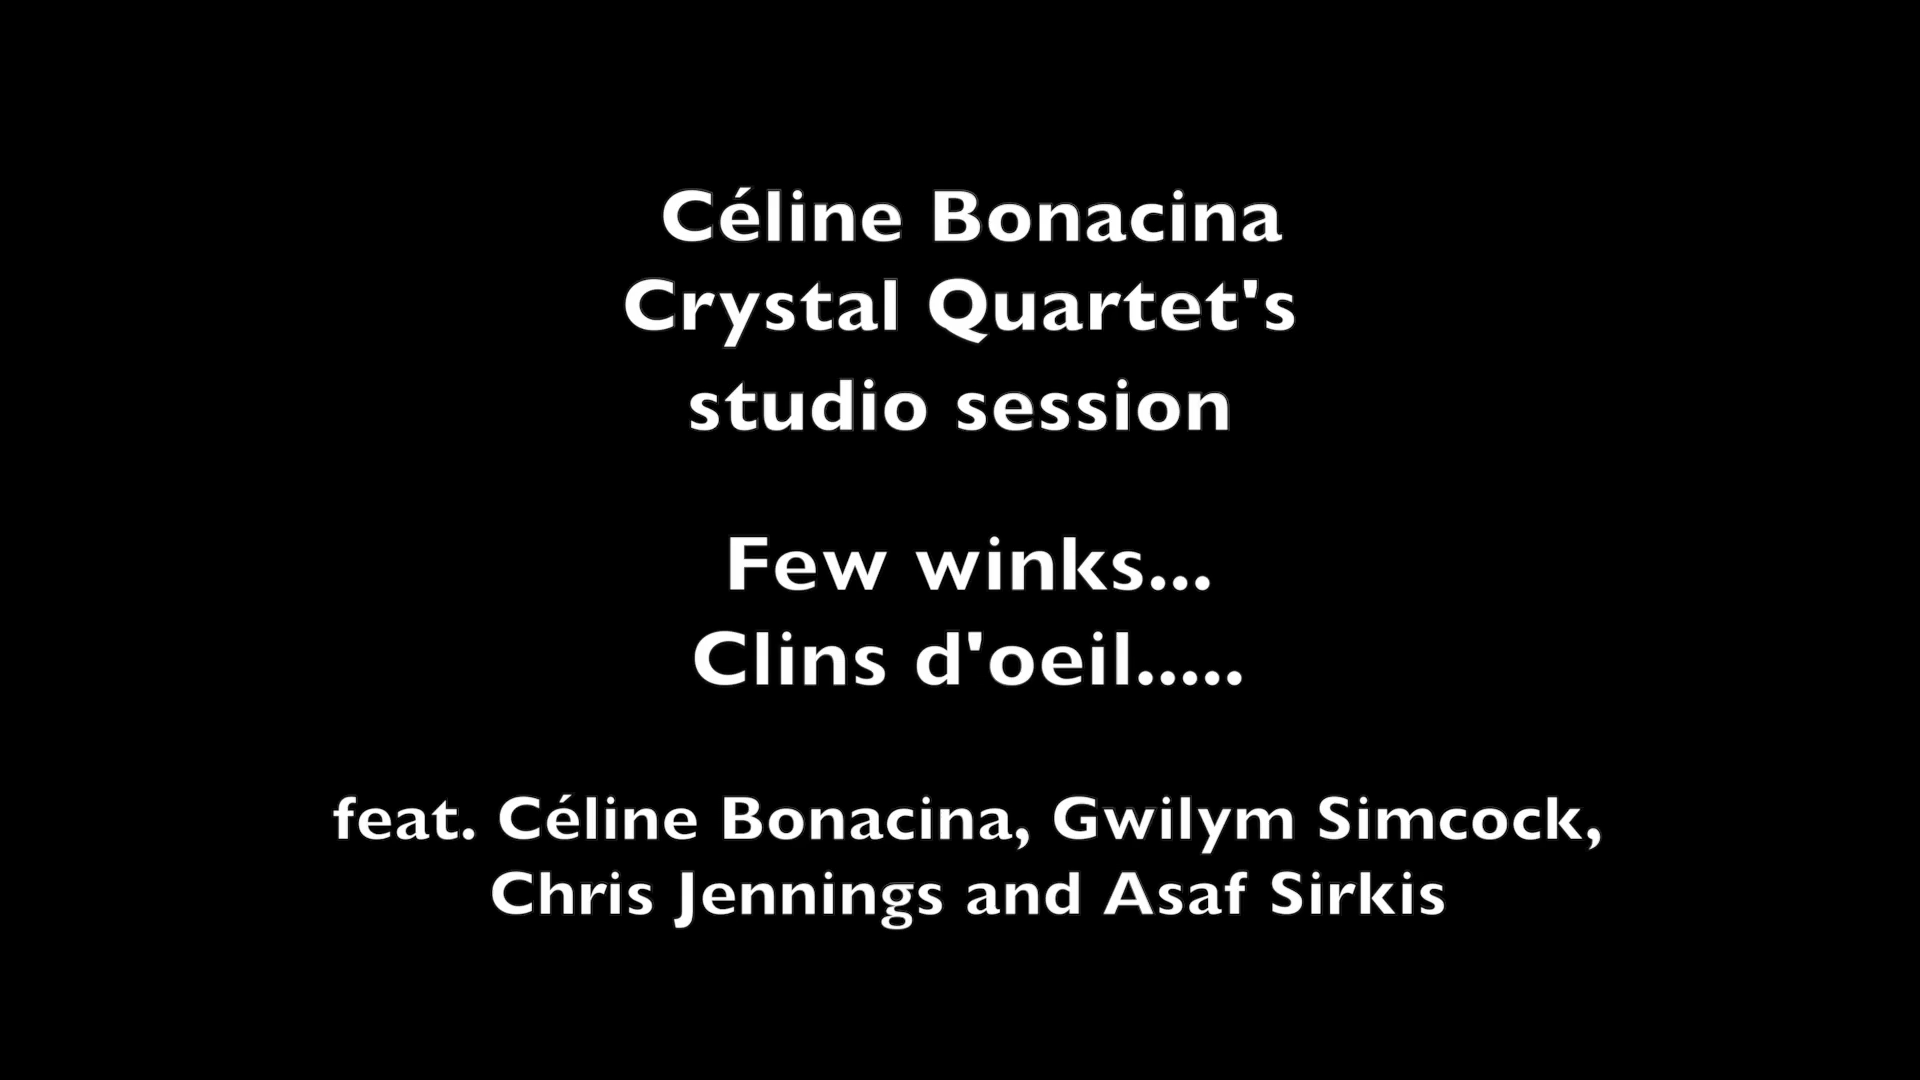 Céline Bonacina
Crystal Quartet's
studio session
Few winks...
Clins d'oeil.....
feat. Céline Bonacina, Gwilym Simcock,
Chris Jennings and Asaf Sirkis